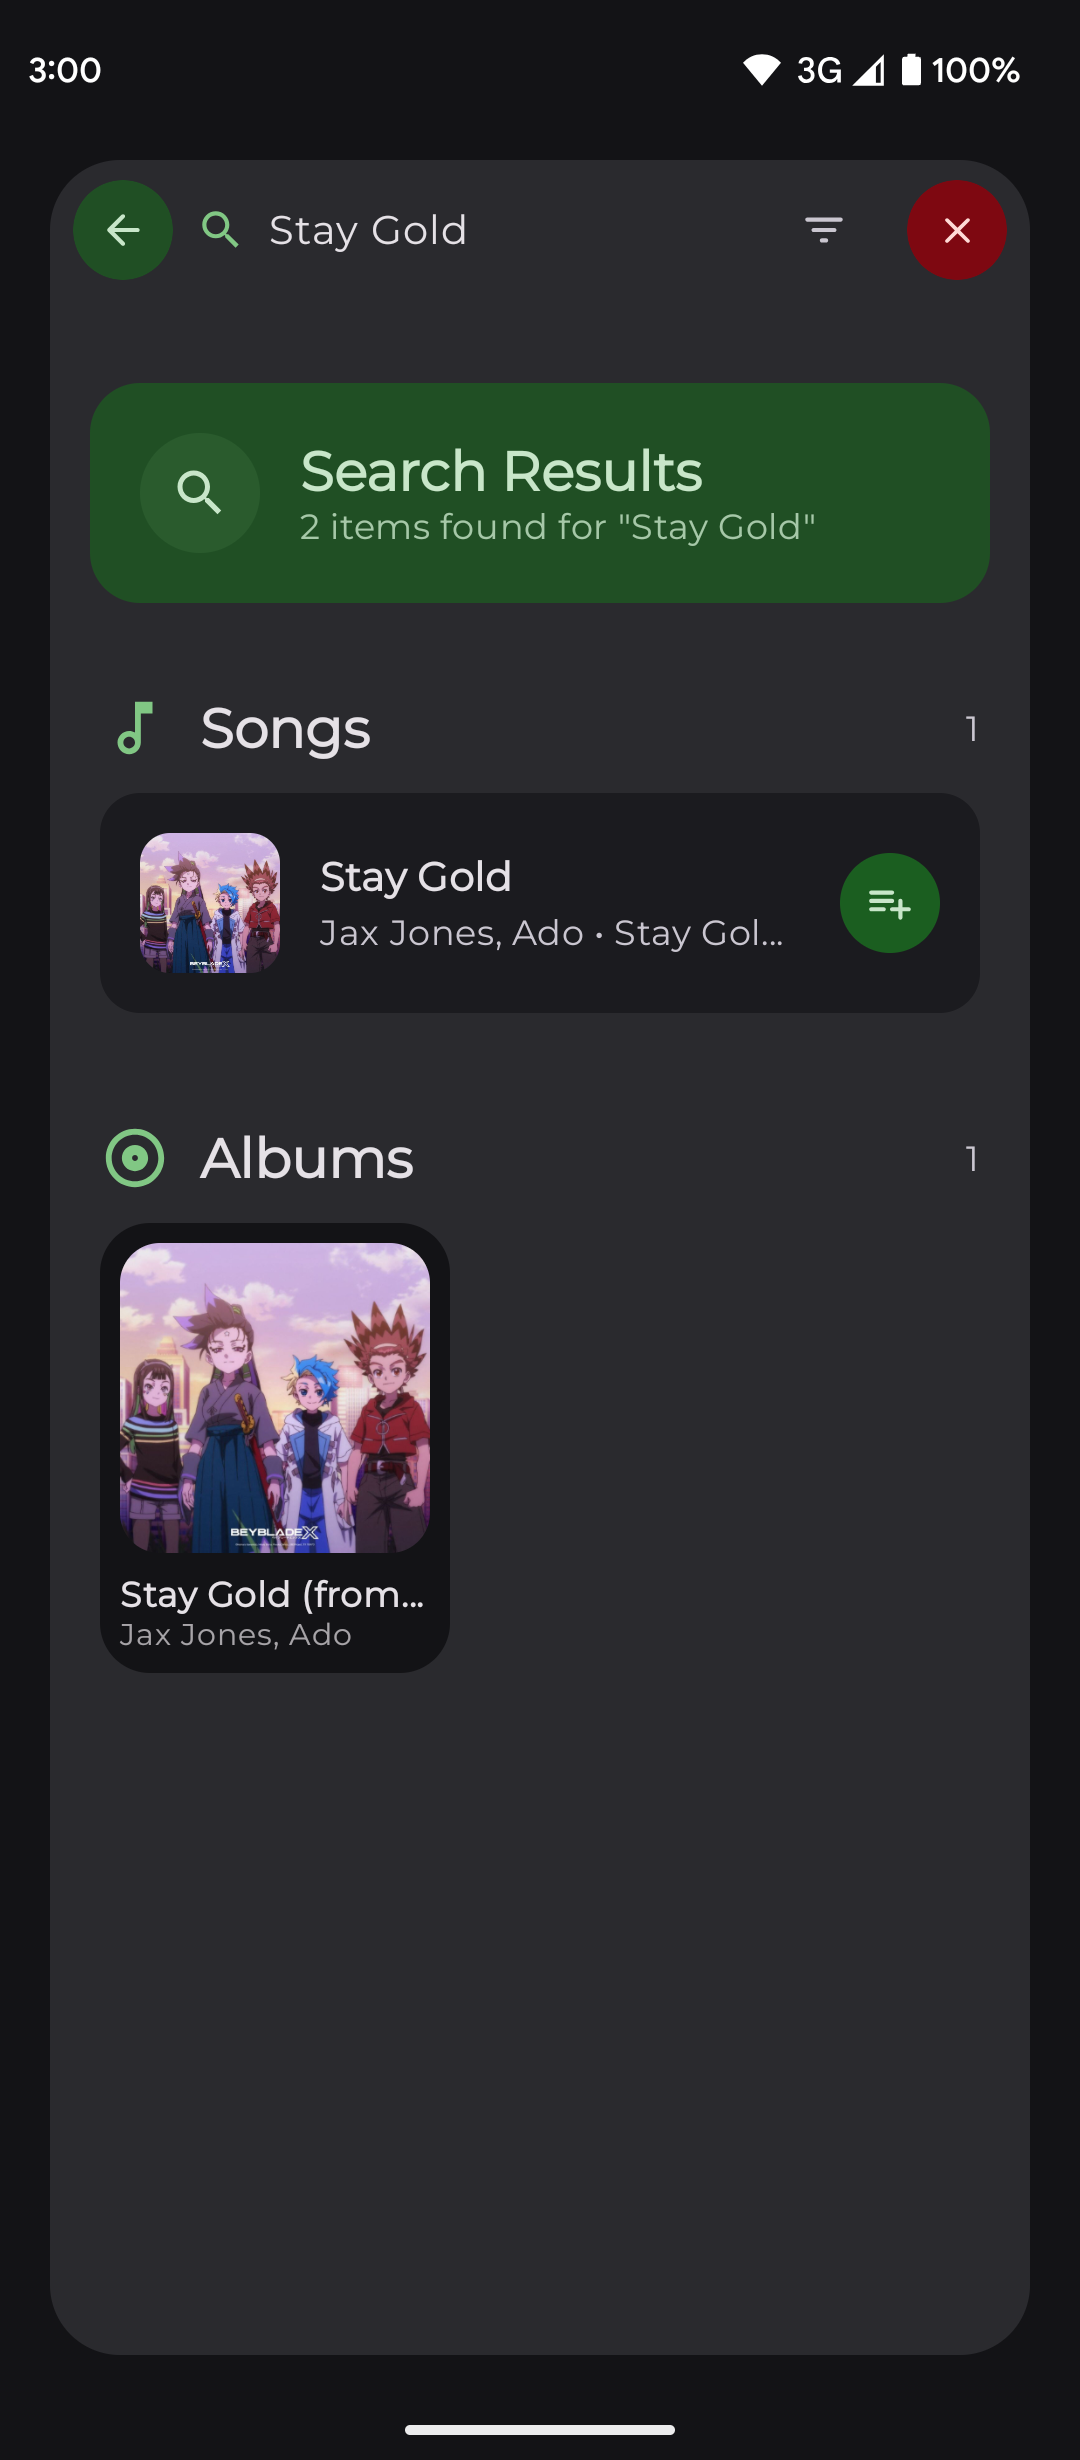 3:00
3G 100%
Stay Gold
Search Results
2 items found for "Stay Gold"
Songs
1
Stay Gold
Jax Jones, Ado • Stay Gol...
BEYBLADE X
Albums
1
BEYBLADE X
Stay Gold (from...
Jax Jones, Ado